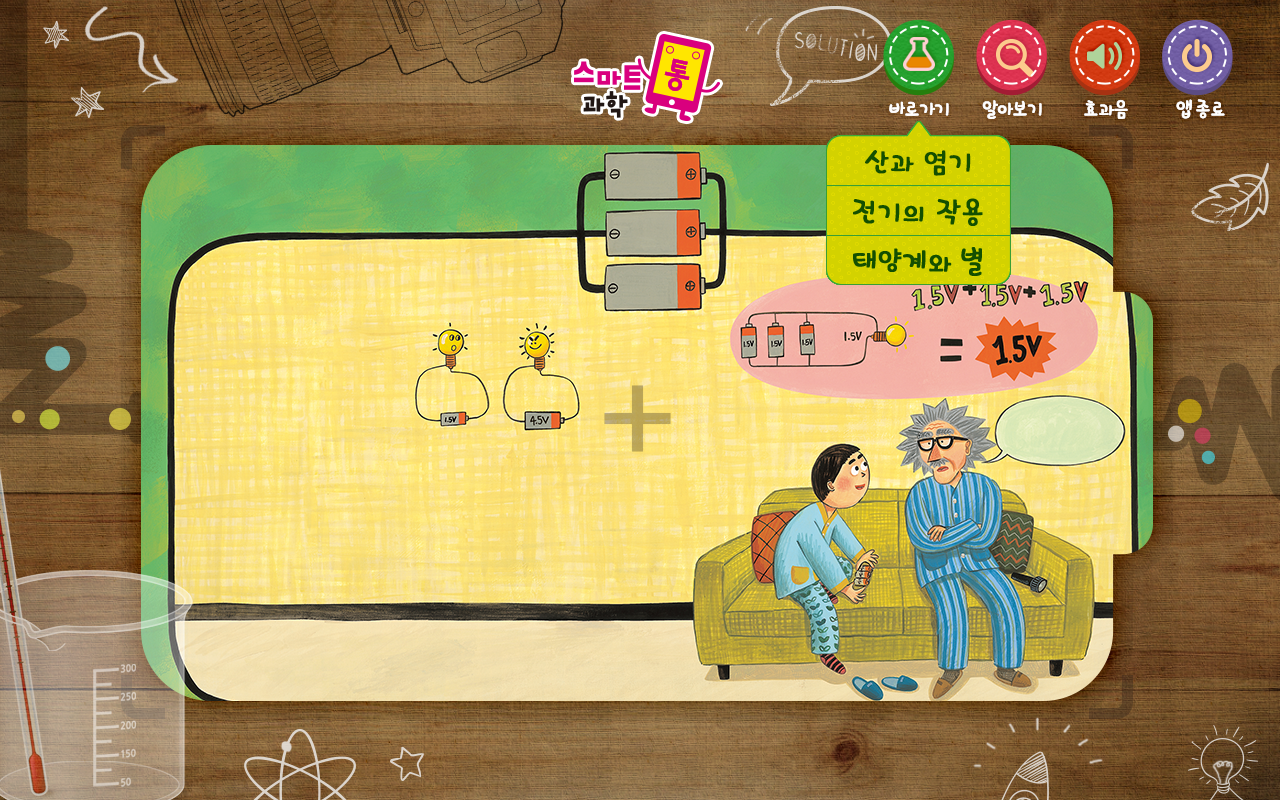 SOLUTION
스마트
통
과학
바로가기
알아보기
효과음
앱종료
산과 염기
전기의 작용
태양계와 별
1.5V+1.5V+1.5V
1.5V 1.5V 1.5V
1.5V
= 1.5V
1.5V
4.5V
+
300
250
200
150
50